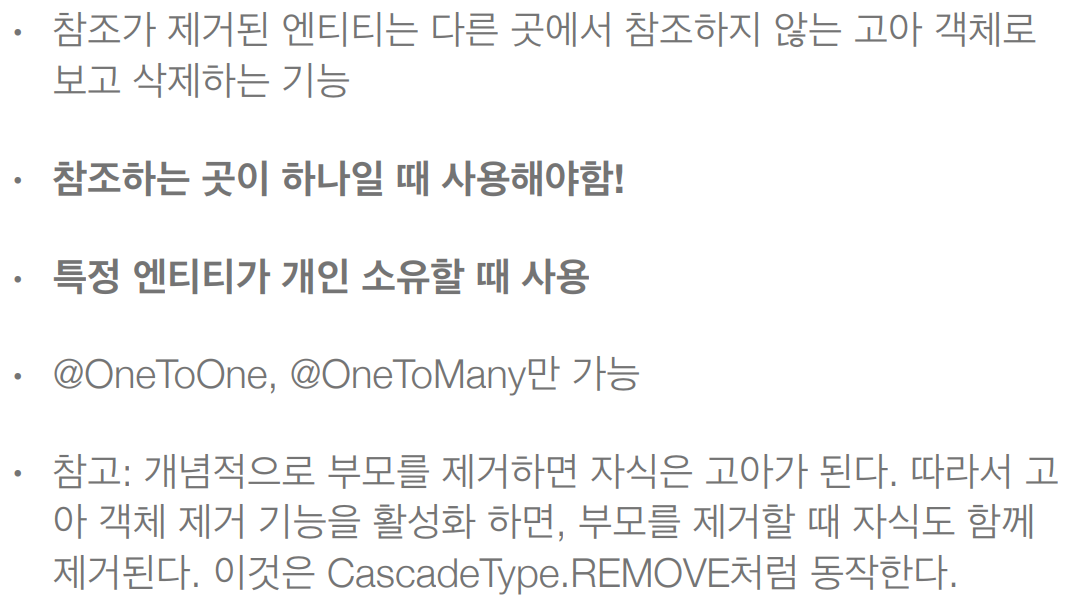 • 참조가 제거된 엔티티는 다른 곳에서 참조하지 않는 고아 객체로
보고 삭제하는 기능
• 참조하는 곳이 하나일 때 사용해야함!
• 특정 엔티티가 개인 소유할 때 사용
• @OneToOne, @OneToMany만 가능
• 참고: 개념적으로 부모를 제거하면 자식은 고아가 된다. 따라서 고
아 객체 제거 기능을 활성화 하면, 부모를 제거할 때 자식도 함께
제거된다. 이것은 CascadeType.REMOVE처럼 동작한다.